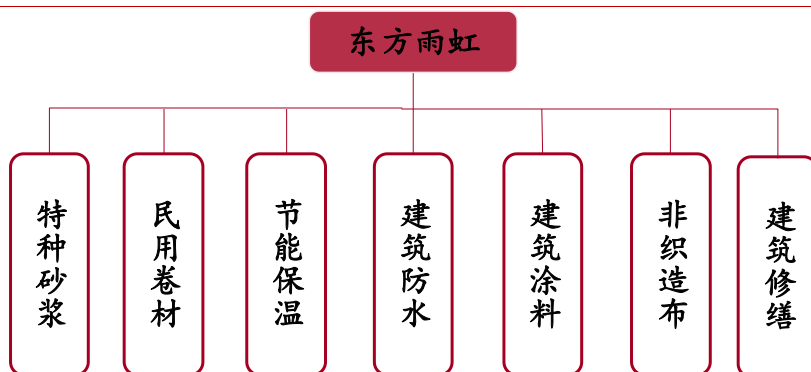 东方雨虹
特种砂浆
民用卷材
节能保温
建筑防水
建筑涂料
非织造布
建筑修缮